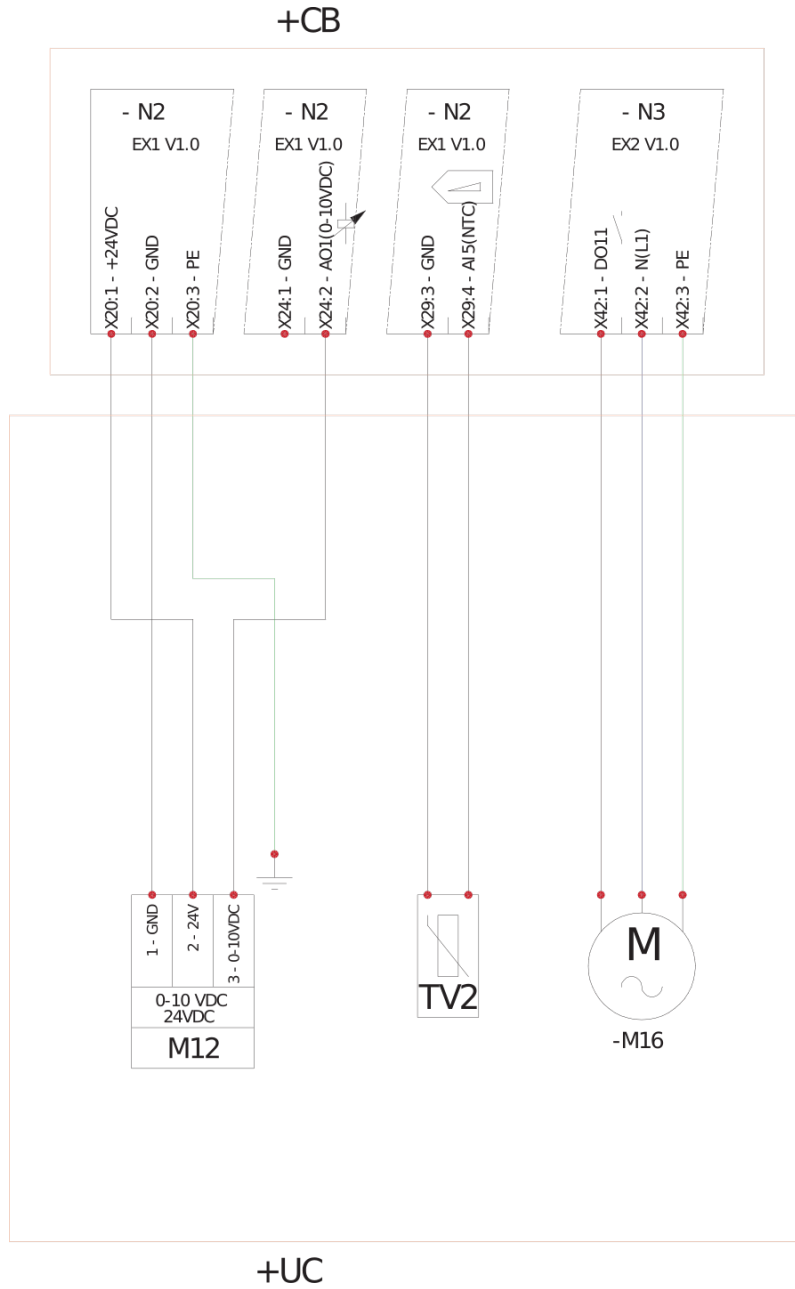 +CB
- N2
EX1 V1.0
X20:1 - +24VDC
X20:2 - GND
X20:3 - PE
- N2
EX1 V1.0
X24:1 - GND
X24:2 - AO1(0-10VDC)
- N2
EX1 V1.0
X29:3 - GND
X29:4 - AI5(NTC)
- N3
EX2 V1.0
X42:1 - DO11
X42:2 - N(L1)
X42:3 - PE
1 - GND
2 - 24V
3 - 0-10VDC
0-10 VDC
24VDC
M12
TV2
M
-M16
+UC